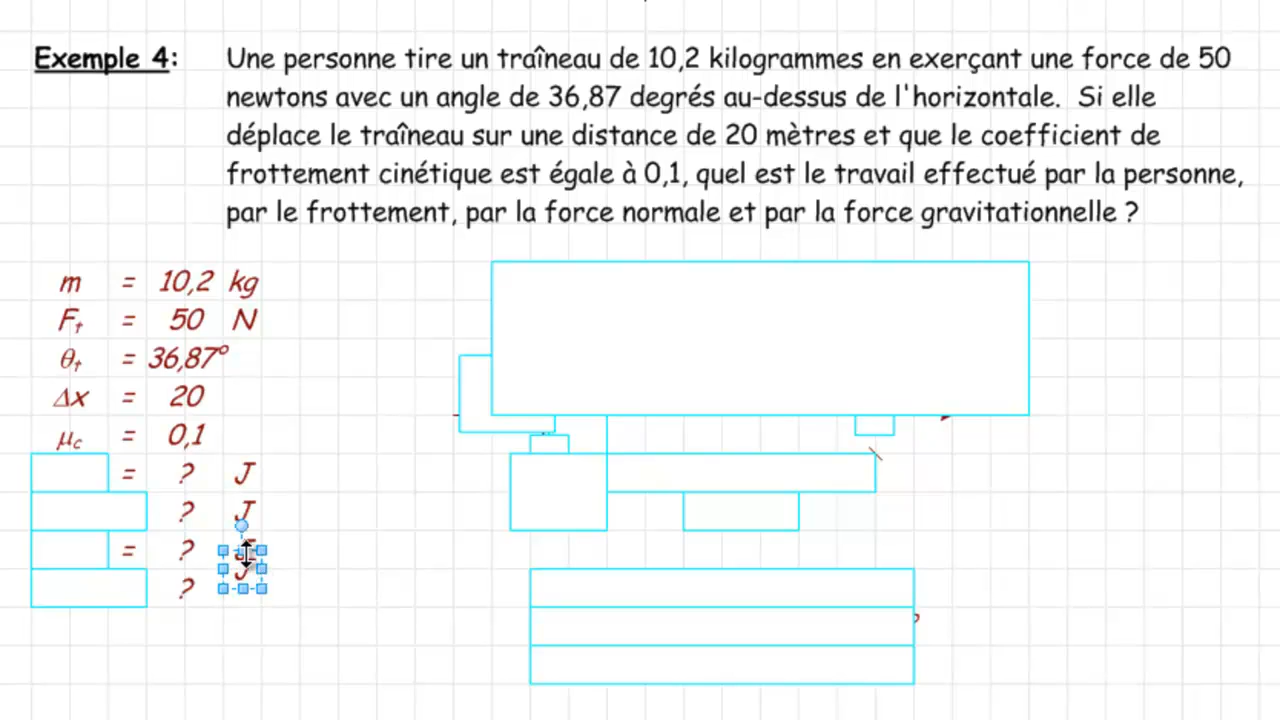 Exemple 4: Une personne tire un traîneau de 10,2 kilogrammes en exerçant une force de 50
newtons avec un angle de 36,87 degrés au-dessus de l'horizontale. Si elle
déplace le traîneau sur une distance de 20 mètres et que le coefficient de
frottement cinétique est égale à 0,1, quel est le travail effectué par la personne,
par le frottement, par la force normale et par la force gravitationnelle ?
m = 10,2 kg
Fₜ = 50 N
θₜ = 36,87°
Δx = 20
μc = 0,1
= ? J
? J
= ? J
? J